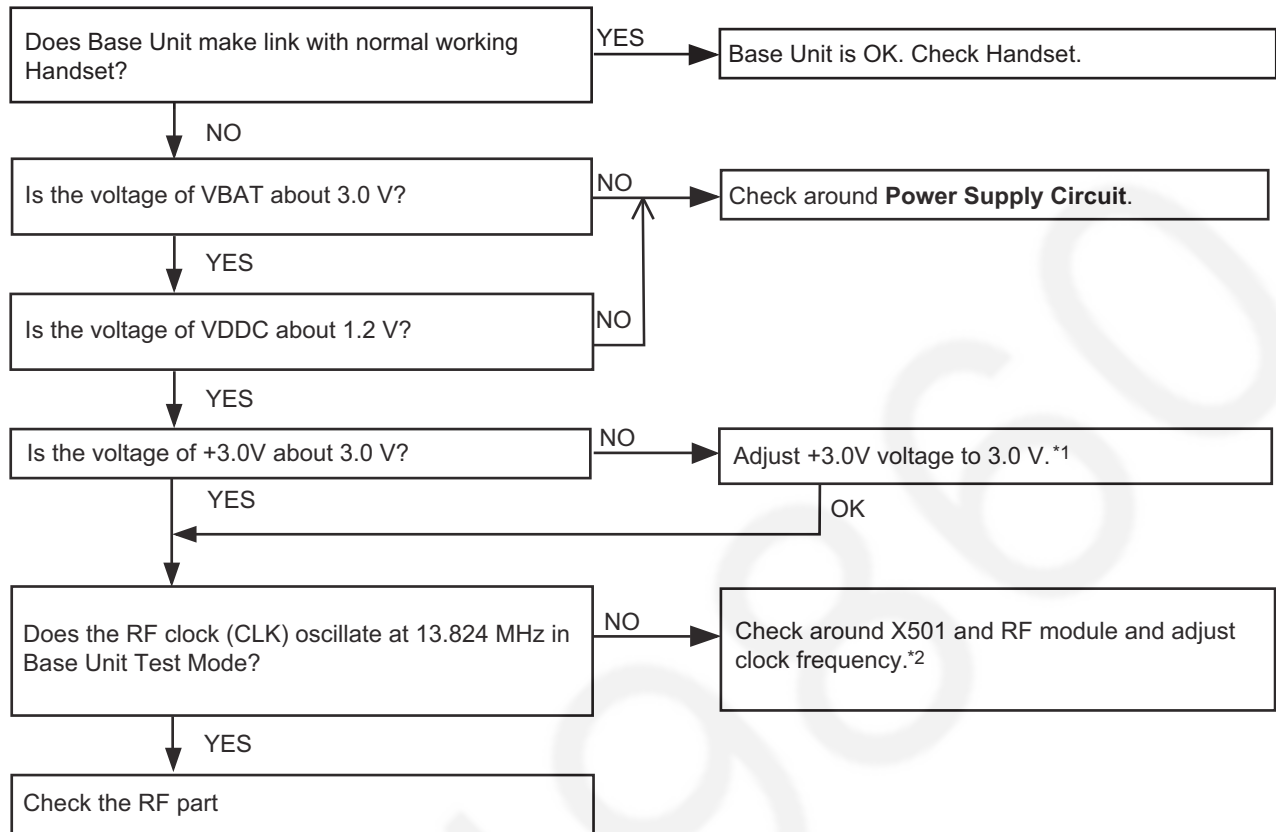 Does Base Unit make link with normal working
Handset?
YES
Base Unit is OK. Check Handset.
NO
Is the voltage of VBAT about 3.0 V?
NO
Check around Power Supply Circuit.
YES
Is the voltage of VDDC about 1.2 V?
NO
YES
Is the voltage of +3.0V about 3.0 V?
NO
Adjust +3.0V voltage to 3.0 V.*1
YES
OK
Does the RF clock (CLK) oscillate at 13.824 MHz in
Base Unit Test Mode?
NO
Check around X501 and RF module and adjust
clock frequency.*2
YES
Check the RF part